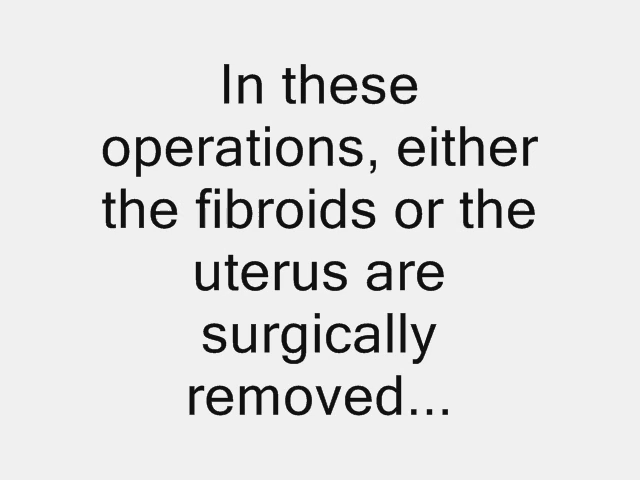 In these
operations, either
the fibroids or the
uterus are
surgically
removed...